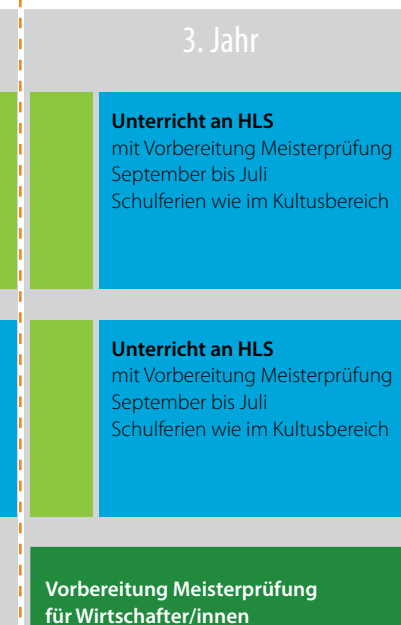 3. Jahr
Unterricht an HLS
mit Vorbereitung Meisterprüfung
September bis Juli
Schulferien wie im Kultusbereich
Unterricht an HLS
mit Vorbereitung Meisterprüfung
September bis Juli
Schulferien wie im Kultusbereich
Vorbereitung Meisterprüfung
für Wirtschafter/innen